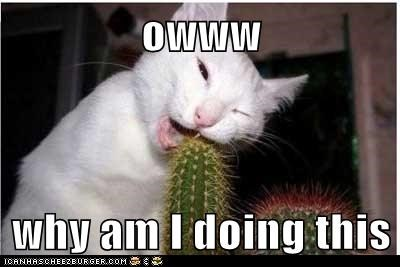 owww
why am I doing this
ICANHASCHEEZBURGER.COM